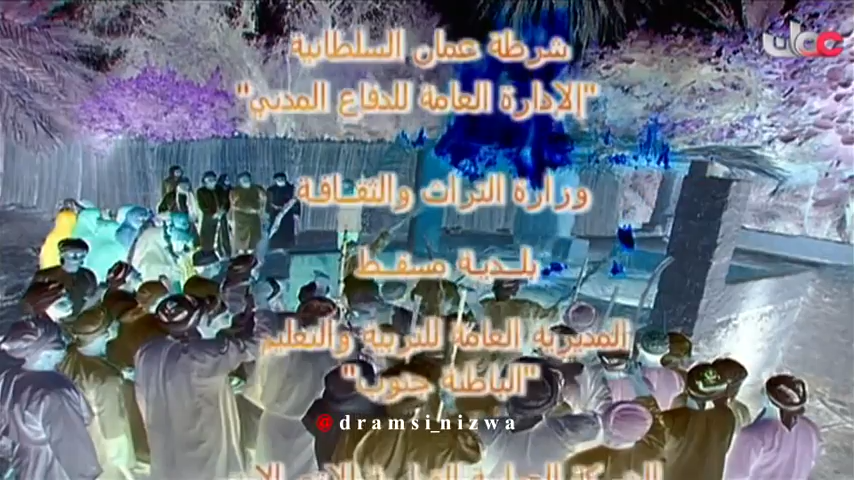 شرطة عمان السلطانية
"الإدارة العامة للدفاع المدني"
وزارة التراث والثقافة
بلدية مسقط
المديرية العامة للتربية والتعليم
"الباطنة جنوب"
@dramsi_nizwa